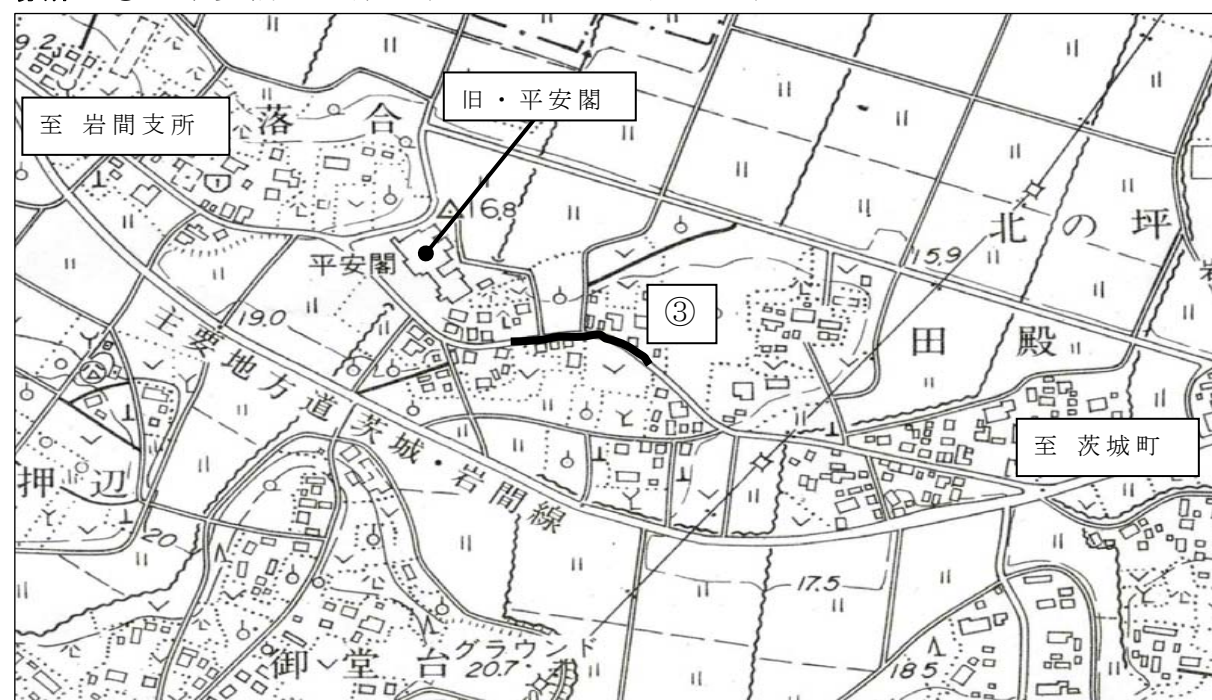 92
至 岩間支所
落合
旧・平安閣
16.8
平安閣
北の坪
15.9
③
19.0
田殿
主要地方道茨城・岩間線
至 茨城町
押辺
20
17.5
グラウンド
20.7
御堂台
18.5